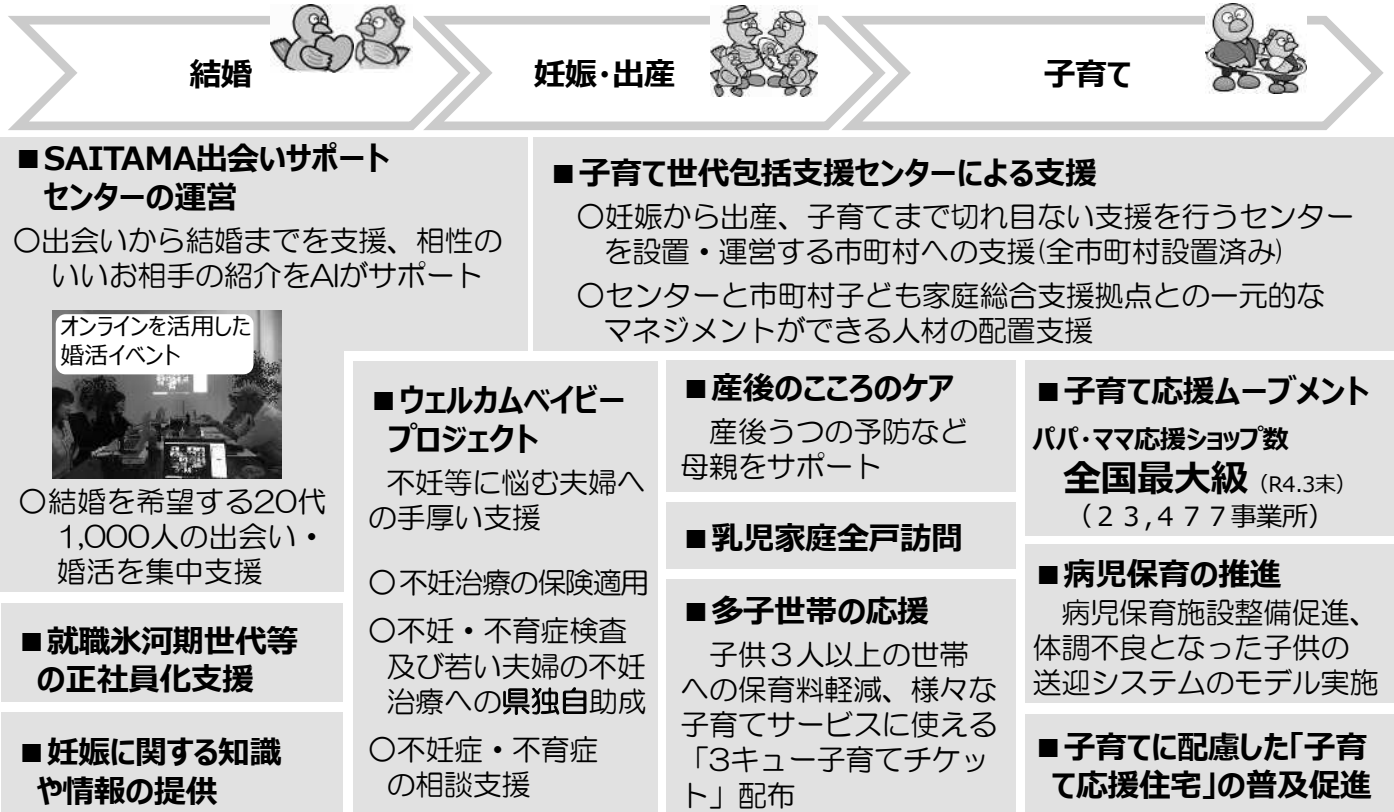 結婚
妊娠・出産
子育て
■SAITAMA出会いサポート
センターの運営
○出会いから結婚までを支援、相性の
いいお相手の紹介をAIがサポート
オンラインを活用した
婚活イベント
○結婚を希望する20代
1,000人の出会い・
婚活を集中支援
■就職氷河期世代等
の正社員化支援
■妊娠に関する知識
や情報の提供
■子育て世代包括支援センターによる支援
○妊娠から出産、子育てまで切れ目ない支援を行うセンター
を設置・運営する市町村への支援(全市町村設置済み)
○センターと市町村子ども家庭総合支援拠点との一元的な
マネジメントができる人材の配置支援
■ウェルカムベイビー
プロジェクト
不妊等に悩む夫婦へ
の手厚い支援
○不妊治療の保険適用
○不妊・不育症検査
及び若い夫婦の不妊
治療への県独自助成
○不妊症・不育症
の相談支援
■産後のこころのケア
産後うつの予防など
母親をサポート
■乳児家庭全戸訪問
■多子世帯の応援
子供３人以上の世帯
への保育料軽減、様々な
子育てサービスに使える
「3キュー子育てチケッ
ト」配布
■子育て応援ムーブメント
パパ・ママ応援ショップ数
全国最大級（R4.3末）
（２３,４７７事業所）
■病児保育の推進
病児保育施設整備促進、
体調不良となった子供の
送迎システムのモデル実施
■子育てに配慮した「子育
て応援住宅」の普及促進